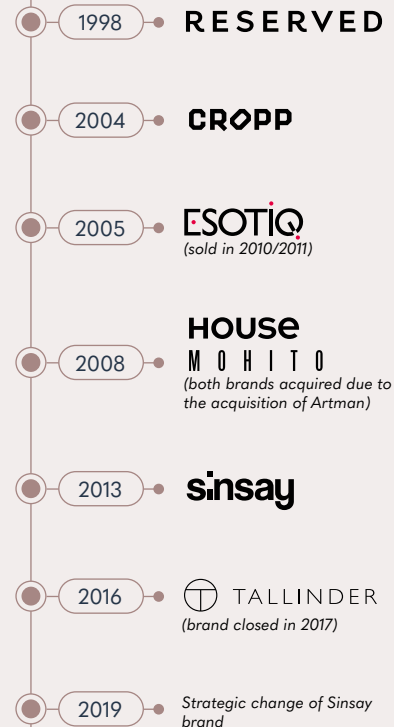 1998 RESERVED
2004 CROPP
2005 ESOTIQ
(sold in 2010/2011)
HOUSE
2008 MOHITO
(both brands acquired due to
the acquisition of Artman)
2013 sinsay
2016 TALLINDER
(brand closed in 2017)
2019 Strategic change of Sinsay
brand